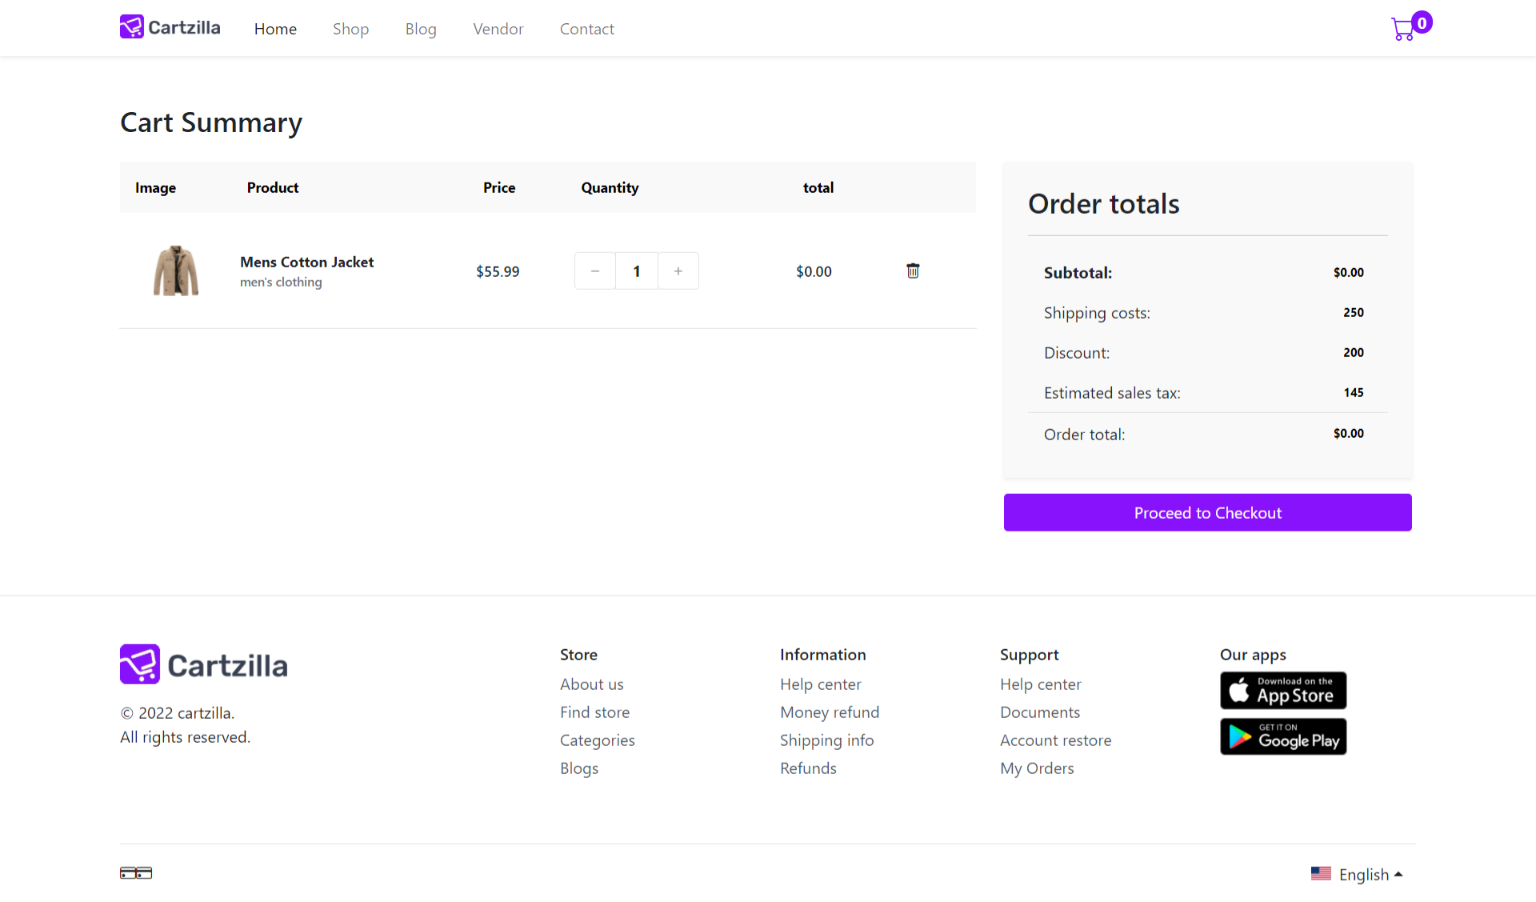 Cartzilla Home Shop Blog Vendor Contact 0
Cart Summary
Image Product Price Quantity total
Mens Cotton Jacket
men's clothing
$55.99 − 1 + $0.00
Order totals
Subtotal: $0.00
Shipping costs: 250
Discount: 200
Estimated sales tax: 145
Order total: $0.00
Proceed to Checkout
Cartzilla
© 2022 cartzilla.
All rights reserved.
Store
About us
Find store
Categories
Blogs
Information
Help center
Money refund
Shipping info
Refunds
Support
Help center
Documents
Account restore
My Orders
Our apps
Download on the
App Store
GET IT ON
Google Play
English